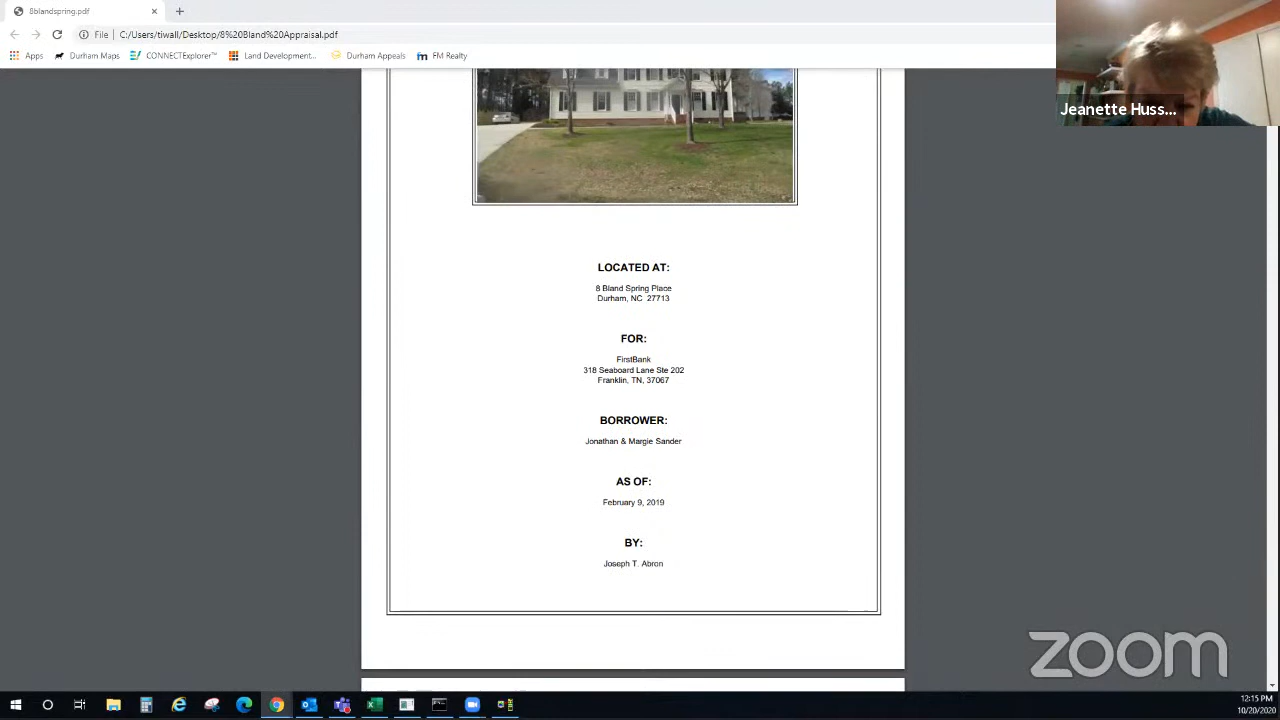 8blandspring.pdf
File
C:/Users/tiwall/Desktop/8%20Bland%20Appraisal.pdf
Apps
Durham Maps
CONNECTExplorer™
Land Development...
Durham Appeals
fm FM Realty
Jeanette Huss...
LOCATED AT:
8 Bland Spring Place
Durham, NC 27713
FOR:
FirstBank
318 Seaboard Lane Ste 202
Franklin, TN, 37067
BORROWER:
Jonathan & Margie Sander
AS OF:
February 9, 2019
BY:
Joseph T. Abron
zoom
12:15 PM
10/20/2020